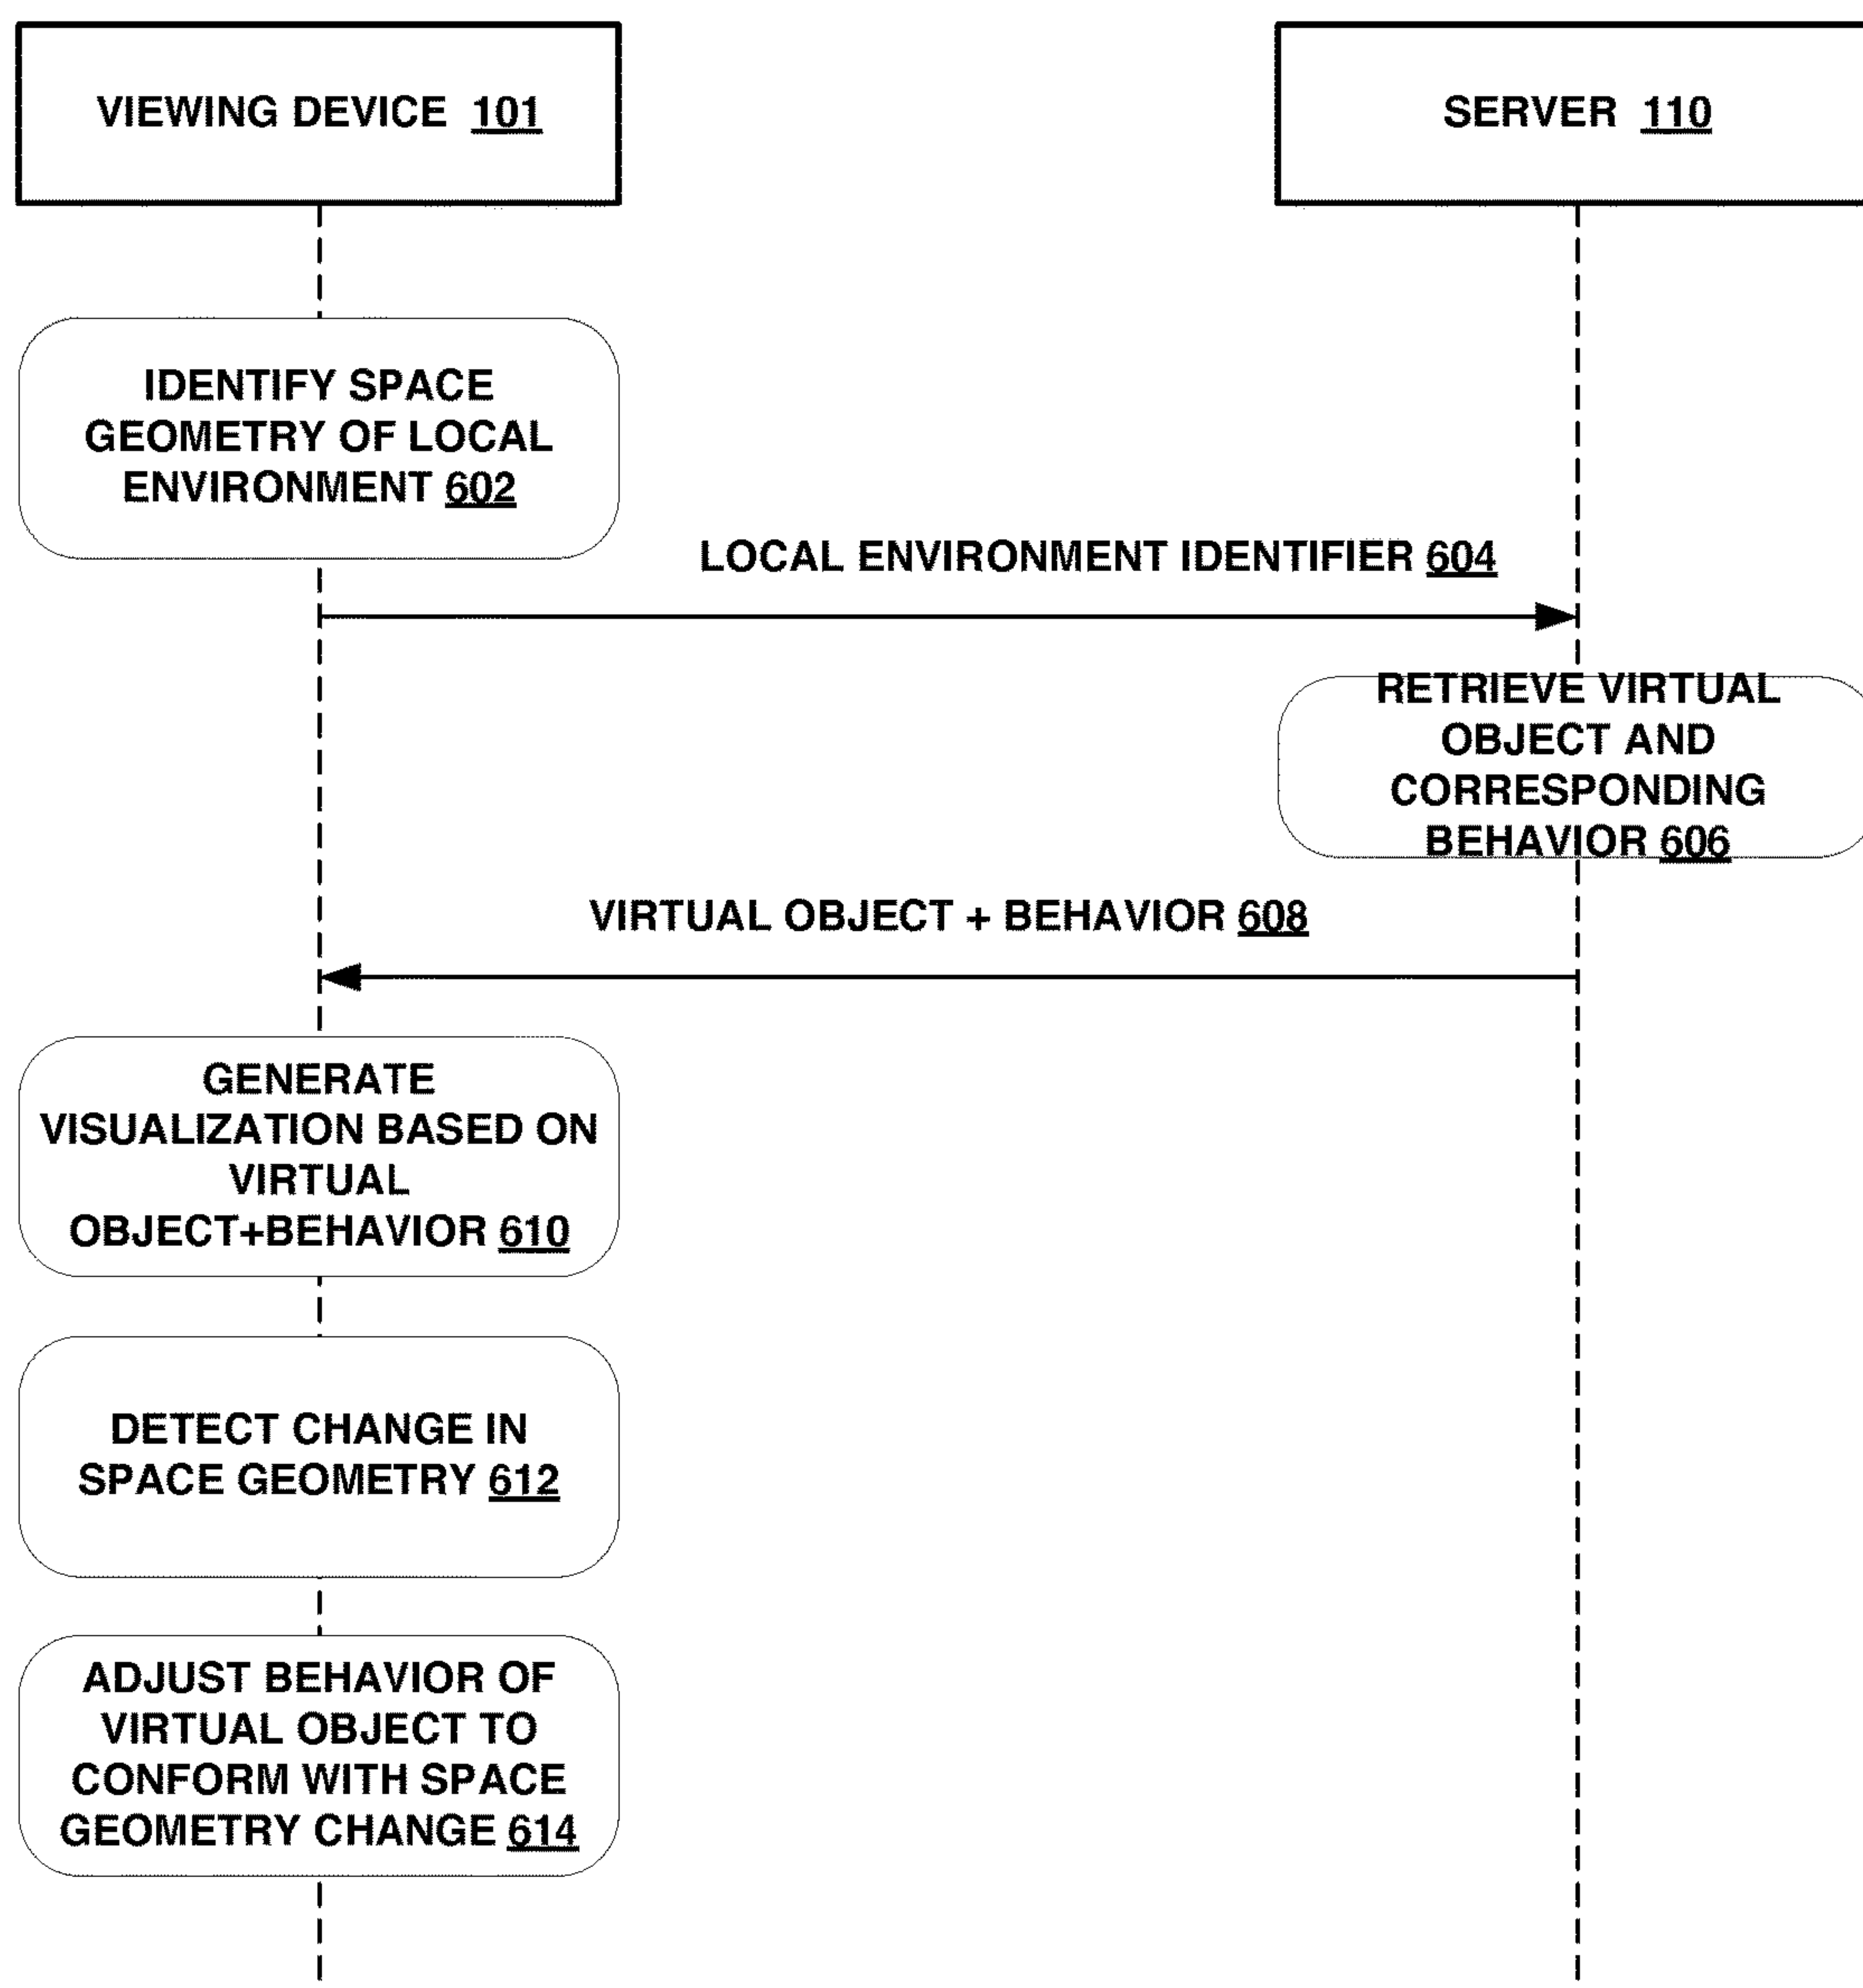 VIEWING DEVICE 101
SERVER 110
IDENTIFY SPACE
GEOMETRY OF LOCAL
ENVIRONMENT 602
LOCAL ENVIRONMENT IDENTIFIER 604
RETRIEVE VIRTUAL
OBJECT AND
CORRESPONDING
BEHAVIOR 606
VIRTUAL OBJECT + BEHAVIOR 608
GENERATE
VISUALIZATION BASED ON
VIRTUAL
OBJECT+BEHAVIOR 610
DETECT CHANGE IN
SPACE GEOMETRY 612
ADJUST BEHAVIOR OF
VIRTUAL OBJECT TO
CONFORM WITH SPACE
GEOMETRY CHANGE 614